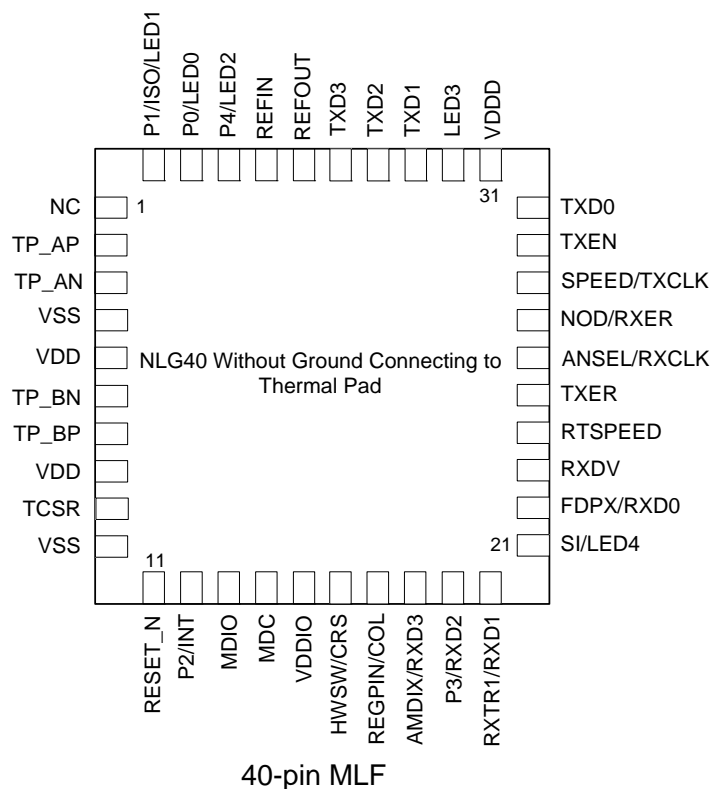 P1/ISO/LED1
P0/LED0
P4/LED2
REFIN
REFOUT
TXD3
TXD2
TXD1
LED3
VDDD
NC
TP_AP
TP_AN
VSS
VDD
TP_BN
TP_BP
VDD
TCSR
VSS
1
31
NLG40 Without Ground Connecting to
Thermal Pad
11
21
TXD0
TXEN
SPEED/TXCLK
NOD/RXER
ANSEL/RXCLK
TXER
RTSPEED
RXDV
FDPX/RXD0
SI/LED4
RESET_N
P2/INT
MDIO
MDC
VDDIO
HWSW/CRS
REGPIN/COL
AMDIX/RXD3
P3/RXD2
RXTR1/RXD1
40-pin MLF